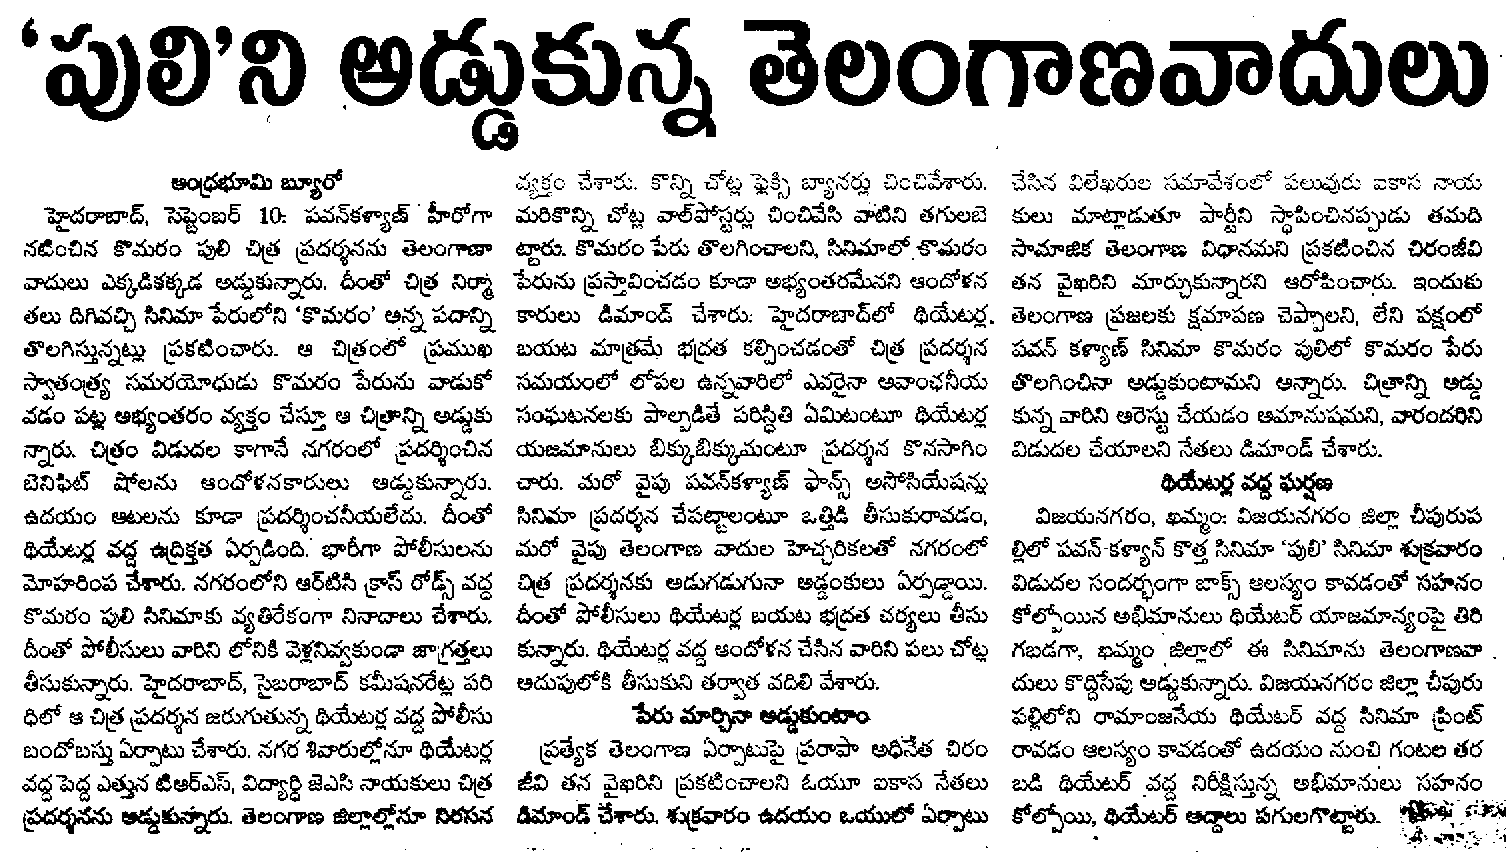 ‘పులి’ని అడ్డుకున్న తెలంగాణవాదులు
ఆంధ్రభూమి బ్యూరో
హైదరాబాద్, సెప్టెంబర్ 10: పవన్‌కళ్యాణ్ హీరోగా
నటించిన కొమరం పులి చిత్ర ప్రదర్శనను తెలంగాణా
వాదులు ఎక్కడికక్కడ అడ్డుకున్నారు. దీంతో చిత్ర నిర్మా
తలు దిగివచ్చి సినిమా పేరులోని ‘కొమరం’ అన్న పదాన్ని
తొలగిస్తున్నట్లు ప్రకటించారు. ఆ చిత్రంలో ప్రముఖ
స్వాతంత్ర్య సమరయోధుడు కొమరం పేరును వాడుకో
వడం పట్ల అభ్యంతరం వ్యక్తం చేస్తూ ఆ చిత్రాన్ని అడ్డుకు
న్నారు. చిత్రం విడుదల కాగానే నగరంలో ప్రదర్శించిన
బెనిఫిట్ షోలను ఆందోళనకారులు అడ్డుకున్నారు.
ఉదయం ఆటలను కూడా ప్రదర్శించనీయలేదు. దీంతో
థియేటర్ల వద్ద ఉద్రిక్తత ఏర్పడింది. భారీగా పోలీసులను
మోహరింప చేశారు. నగరంలోని ఆర్‌టిసి క్రాస్ రోడ్స్ వద్ద
కొమరం పులి సినిమాకు వ్యతిరేకంగా నినాదాలు చేశారు.
దీంతో పోలీసులు వారిని లోనికి వెళ్లనివ్వకుండా జాగ్రత్తలు
తీసుకున్నారు. హైదరాబాద్, సైబరాబాద్ కమీషనరేట్ల పరి
ధిలో ఆ చిత్ర ప్రదర్శన జరుగుతున్న థియేటర్ల వద్ద పోలీసు
బందోబస్తు ఏర్పాటు చేశారు. నగర శివారుల్లోనూ థియేటర్ల
వద్ద పెద్ద ఎత్తున టిఆర్ఎస్, విద్యార్థి జెఎసి నాయకులు చిత్ర
ప్రదర్శనను అడ్డుకున్నారు. తెలంగాణ జిల్లాల్లోనూ నిరసన
వ్యక్తం చేశారు. కొన్ని చోట్ల ఫ్లెక్సి బ్యానర్లు చించివేశారు.
మరికొన్ని చోట్ల వాల్‌పోస్టర్లు చించివేసి వాటిని తగులబె
ట్టారు. కొమరం పేరు తొలగించాలని, సినిమాలో కొమరం
పేరును ప్రస్తావించడం కూడా అభ్యంతరమేనని ఆందోళన
కారులు డిమాండ్ చేశారు. హైదరాబాద్‌లో థియేటర్ల
బయట మాత్రమే భద్రత కల్పించడంతో చిత్ర ప్రదర్శన
సమయంలో లోపల ఉన్నవారిలో ఎవరైనా అవాంఛనీయ
సంఘటనలకు పాల్పడితే పరిస్థితి ఏమిటంటూ థియేటర్ల
యజమానులు బిక్కుబిక్కుమంటూ ప్రదర్శన కొనసాగిం
చారు. మరో వైపు పవన్‌కళ్యాణ్ ఫాన్స్ అసోసియేషన్లు
సినిమా ప్రదర్శన చేపట్టాలంటూ ఒత్తిడి తీసుకురావడం,
మరో వైపు తెలంగాణ వాదుల హెచ్చరికలతో నగరంలో
చిత్ర ప్రదర్శనకు అడుగడుగునా అడ్డంకులు ఏర్పడ్డాయి.
దీంతో పోలీసులు థియేటర్ల బయట భద్రత చర్యలు తీసు
కున్నారు. థియేటర్ల వద్ద ఆందోళన చేసిన వారిని పలు చోట్ల
అదుపులోకి తీసుకుని తర్వాత వదిలి వేశారు.
పేరు మార్చినా అడ్డుకుంటాం
ప్రత్యేక తెలంగాణ ఏర్పాటుపై ప్రరాపా అధినేత చిరం
జీవి తన వైఖరిని ప్రకటించాలని ఓయూ ఐకాస నేతలు
డిమాండ్ చేశారు. శుక్రవారం ఉదయం ఒయులో ఏర్పాటు
చేసిన విలేఖరుల సమావేశంలో పలువురు ఐకాస నాయ
కులు మాట్లాడుతూ పార్టీని స్థాపించినప్పుడు తమది
సామాజిక తెలంగాణ విధానమని ప్రకటించిన చిరంజీవి
తన వైఖరిని మార్చుకున్నారని ఆరోపించారు. ఇందుకు
తెలంగాణ ప్రజలకు క్షమాపణ చెప్పాలని, లేని పక్షంలో
పవన్ కళ్యాణ్ సినిమా కొమరం పులిలో కొమరం పేరు
తొలగించినా అడ్డుకుంటామని అన్నారు. చిత్రాన్ని అడ్డు
కున్న వారిని ఆరెస్టు చేయడం అమానుషమని, వారందరిని
విడుదల చేయాలని నేతలు డిమాండ్ చేశారు.
థియేటర్ల వద్ద ఘర్షణ
విజయనగరం, ఖమ్మం: విజయనగరం జిల్లా చీపురుప
ల్లిలో పవన్ కళ్యాన్ కొత్త సినిమా ‘పులి’ సినిమా శుక్రవారం
విడుదల సందర్భంగా బాక్స్ ఆలస్యం కావడంతో సహనం
కోల్పోయిన అభిమానులు థియేటర్ యాజమాన్యంపై తిరి
గబడగా, ఖమ్మం జిల్లాలో ఈ సినిమాను తెలంగాణవా
దులు కొద్దిసేపు అడ్డుకున్నారు. విజయనగరం జిల్లా చీపురు
పల్లిలోని రామాంజనేయ థియేటర్ వద్ద సినిమా ప్రింట్
రావడం ఆలస్యం కావడంతో ఉదయం నుంచి గంటల తర
బడి థియేటర్ వద్ద నిరీక్షిస్తున్న అభిమానులు సహనం
కోల్పోయి, థియేటర్ అద్దాలు పగులగొట్టారు.